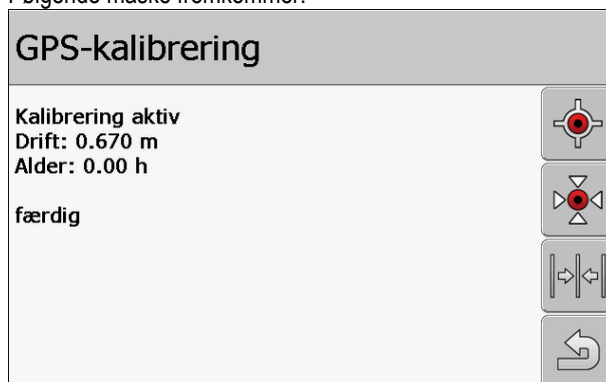 Følgende maske fremkommer:
GPS-kalibrering
Kalibrering aktiv
Drift: 0.670 m
Alder: 0.00 h
færdig